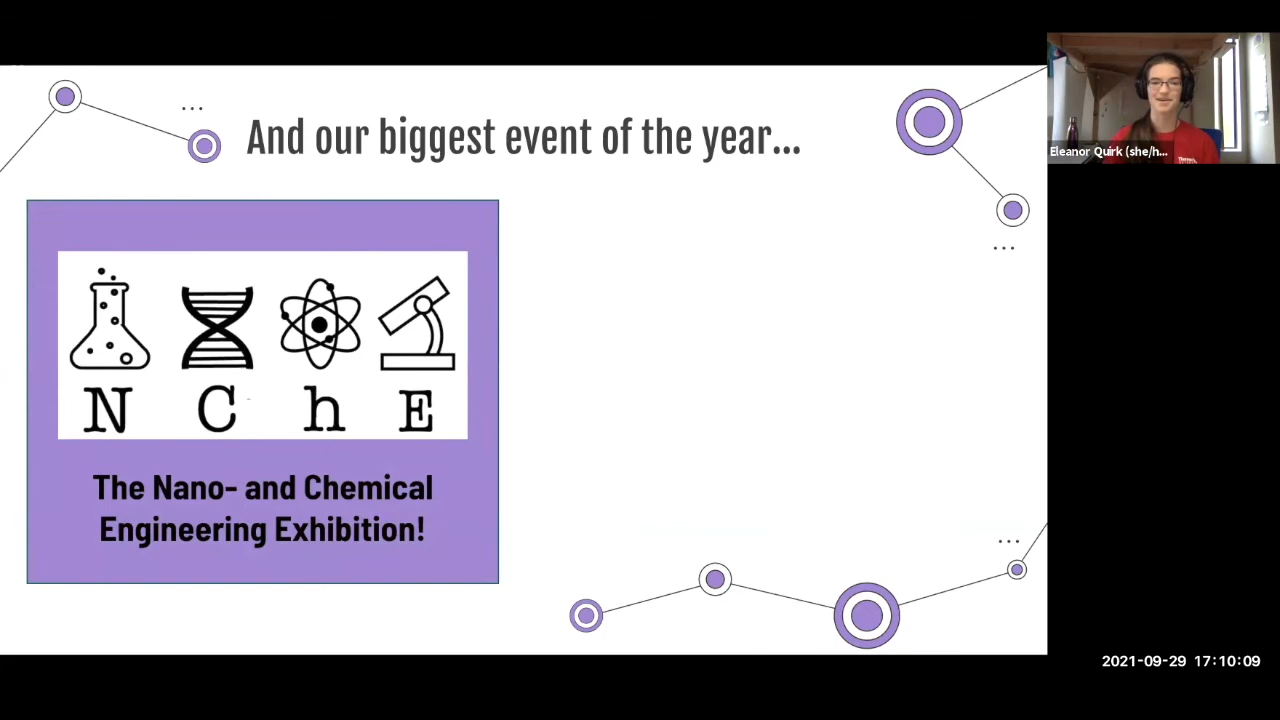 And our biggest event of the year...
Eleanor Quirk (she/h...
N C h E
The Nano- and Chemical
Engineering Exhibition!
2021-09-29 17:10:09